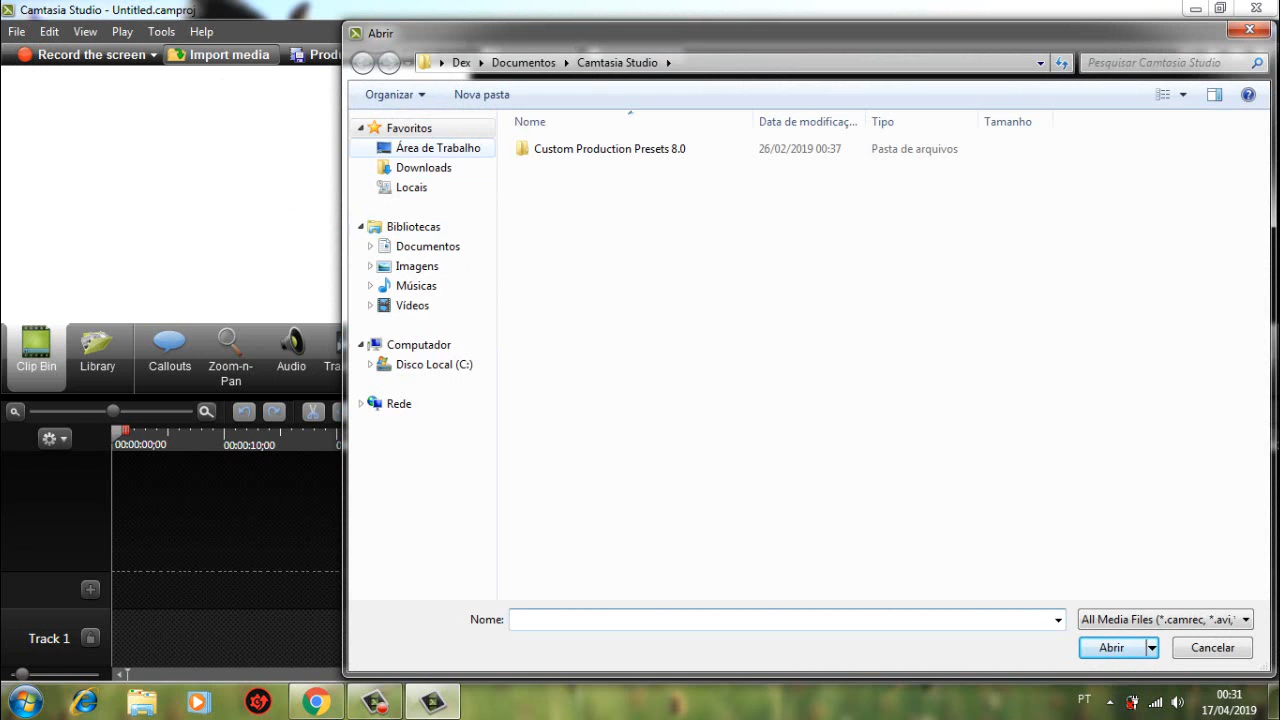 Camtasia Studio - Untitled.camproj
File Edit View Play Tools Help
Record the screen
Import media
Produ
Clip Bin
Library
Callouts
Zoom-n-
Pan
Audio
Tra
00:00:00;00
00:00:10;00
0
Track 1
Abrir
Dex
Documentos
Camtasia Studio
Pesquisar Camtasia Studio
Organizar
Nova pasta
Favoritos
Área de Trabalho
Downloads
Locais
Bibliotecas
Documentos
Imagens
Músicas
Vídeos
Computador
Disco Local (C:)
Rede
Nome Data de modificaç... Tipo Tamanho
Custom Production Presets 8.0 26/02/2019 00:37 Pasta de arquivos
Nome:
All Media Files (*.camrec, *.avi,
Abrir
Cancelar
PT
00:31
17/04/2019